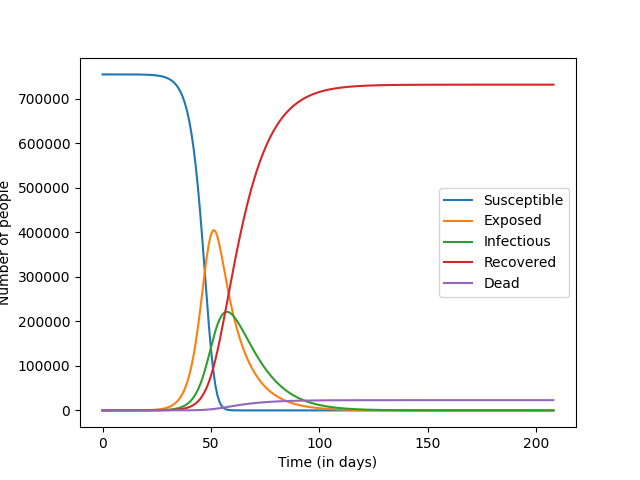 700000
600000
500000
400000
300000
200000
100000
0
Number of people
0 50 100 150 200
Time (in days)
Susceptible
Exposed
Infectious
Recovered
Dead